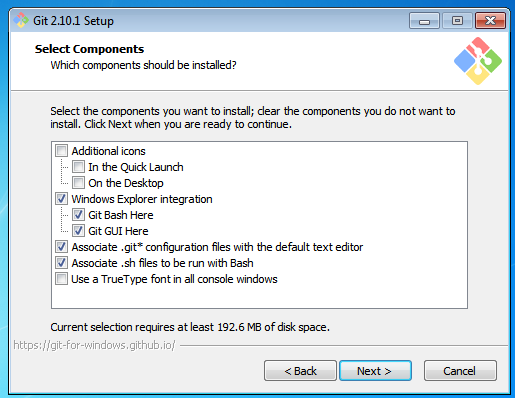 Git 2.10.1 Setup
Select Components
Which components should be installed?
Select the components you want to install; clear the components you do not want to
install. Click Next when you are ready to continue.
Additional icons
In the Quick Launch
On the Desktop
Windows Explorer integration
Git Bash Here
Git GUI Here
Associate .git* configuration files with the default text editor
Associate .sh files to be run with Bash
Use a TrueType font in all console windows
Current selection requires at least 192.6 MB of disk space.
https://git-for-windows.github.io/
< Back
Next >
Cancel